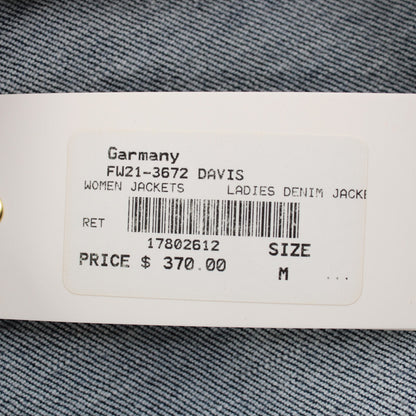 Garmany
FW21-3672 DAVIS
WOMEN JACKETS LADIES DENIM JACKE
RET
17802612
SIZE
PRICE $ 370.00
M ...